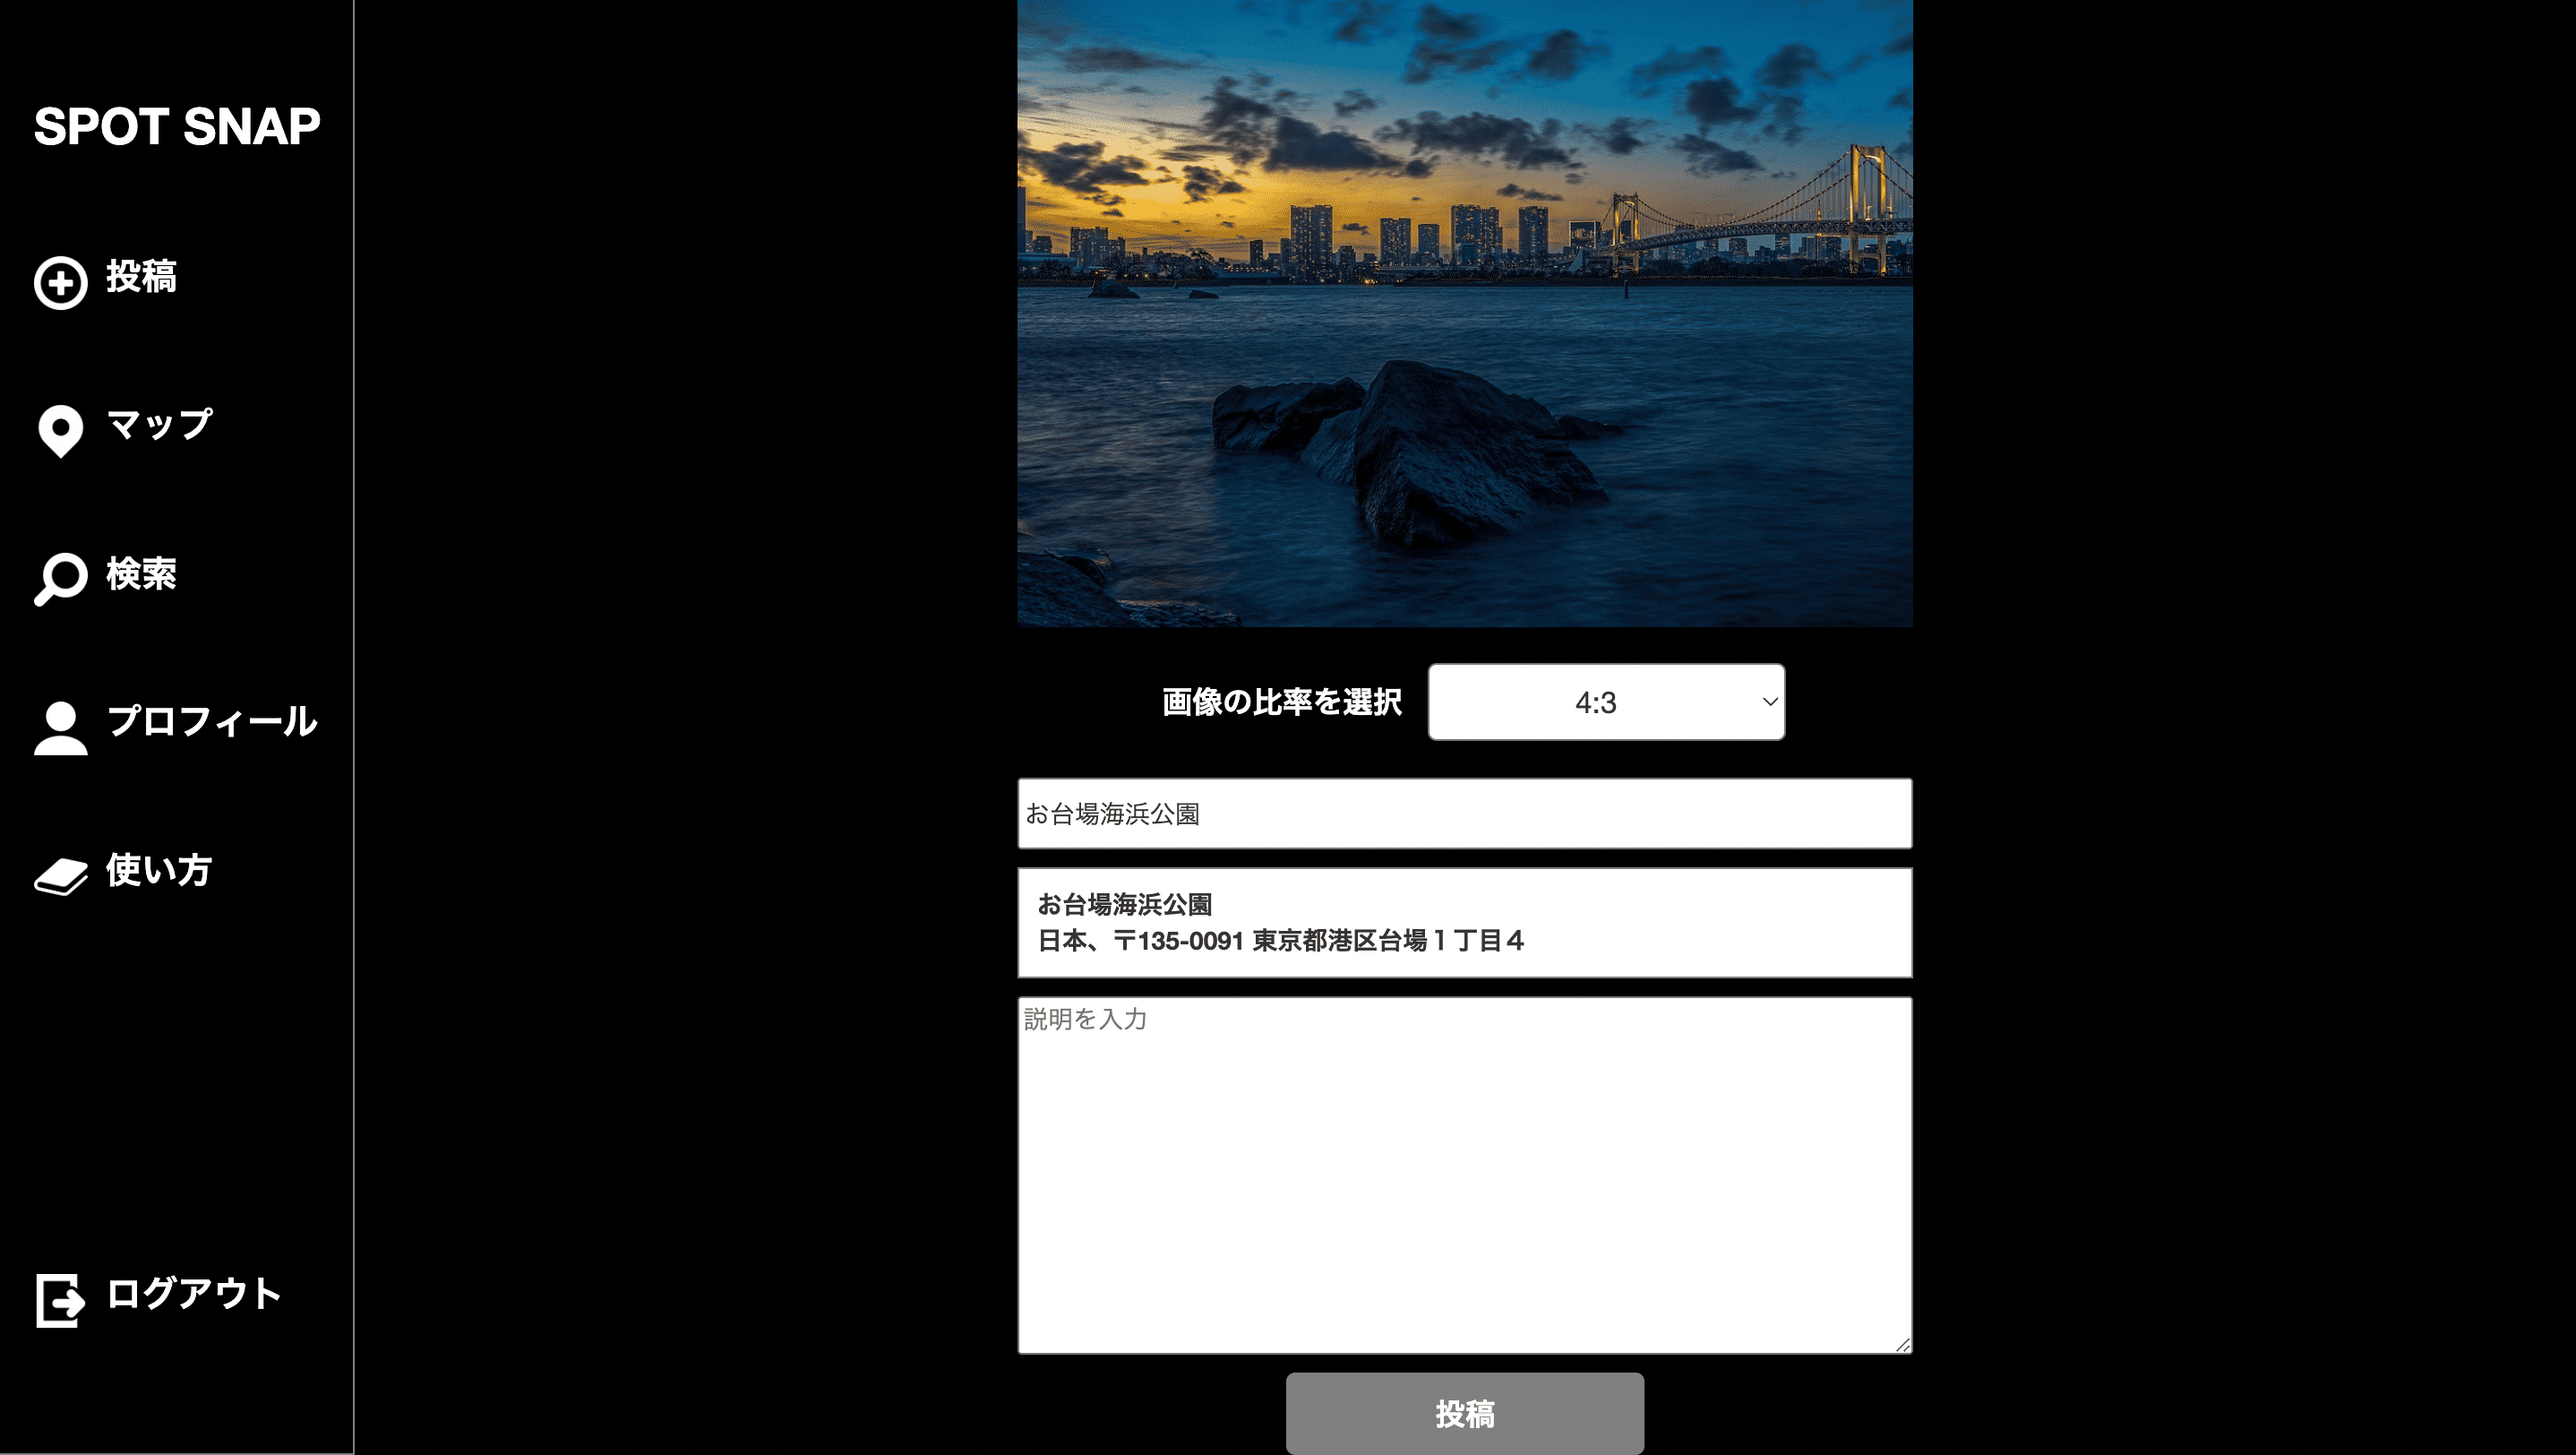 SPOT SNAP
投稿
マップ
検索
プロフィール
使い方
ログアウト
画像の比率を選択
4:3
お台場海浜公園
お台場海浜公園
日本、〒135-0091 東京都港区台場１丁目４
説明を入力
投稿